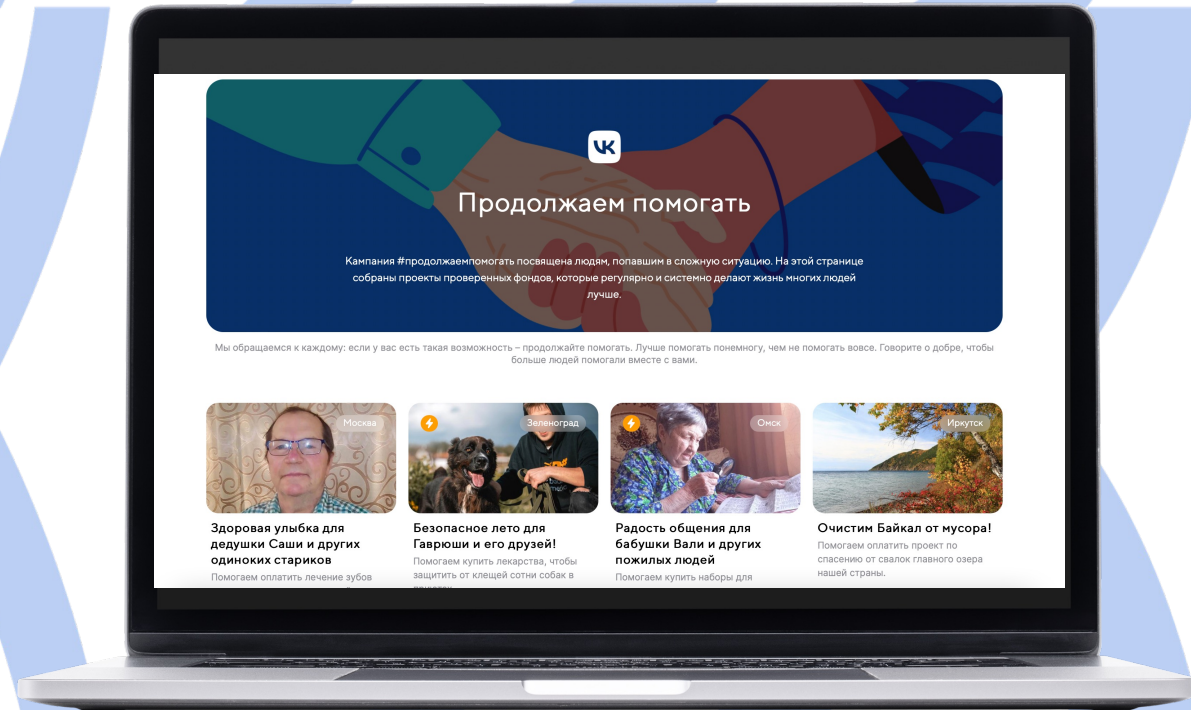 VK
Продолжаем помогать
Кампания #продолжаемпомогать посвящена людям, попавшим в сложную ситуацию. На этой странице
собраны проекты проверенных фондов, которые регулярно и системно делают жизнь многих людей
лучше.
Мы обращаемся к каждому: если у вас есть такая возможность – продолжайте помогать. Лучше помогать понемногу, чем не помогать вовсе. Говорите о добре, чтобы
больше людей помогали вместе с вами.
Москва
Здоровая улыбка для
дедушки Саши и других
одиноких стариков
Помогаем оплатить лечение зубов
Зеленоград
Безопасное лето для
Гаврюши и его друзей!
Помогаем купить лекарства, чтобы
защитить от клещей сотни собак в
Омск
Радость общения для
бабушки Вали и других
пожилых людей
Помогаем купить наборы для
Иркутск
Очистим Байкал от мусора!
Помогаем оплатить проект по
спасению от свалок главного озера
нашей страны.